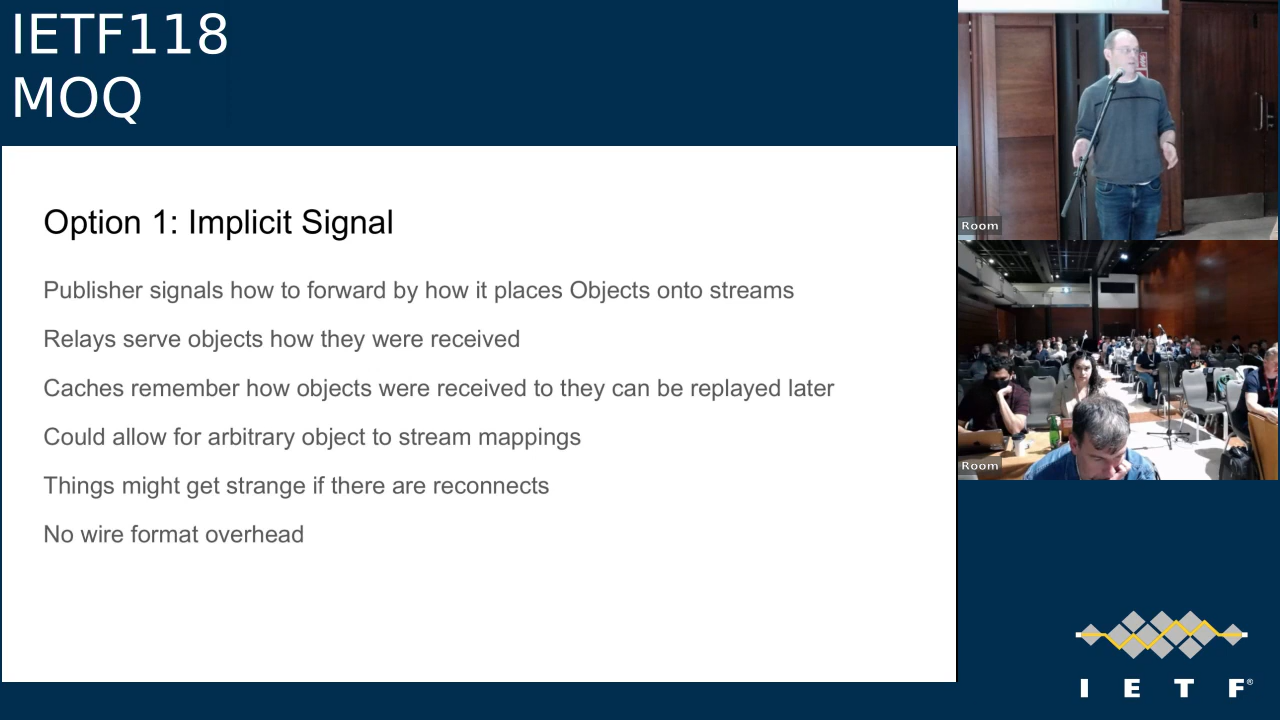 IETF118
MOQ
Option 1: Implicit Signal
Publisher signals how to forward by how it places Objects onto streams
Relays serve objects how they were received
Caches remember how objects were received to they can be replayed later
Could allow for arbitrary object to stream mappings
Things might get strange if there are reconnects
No wire format overhead
Room
Room
I E T F®